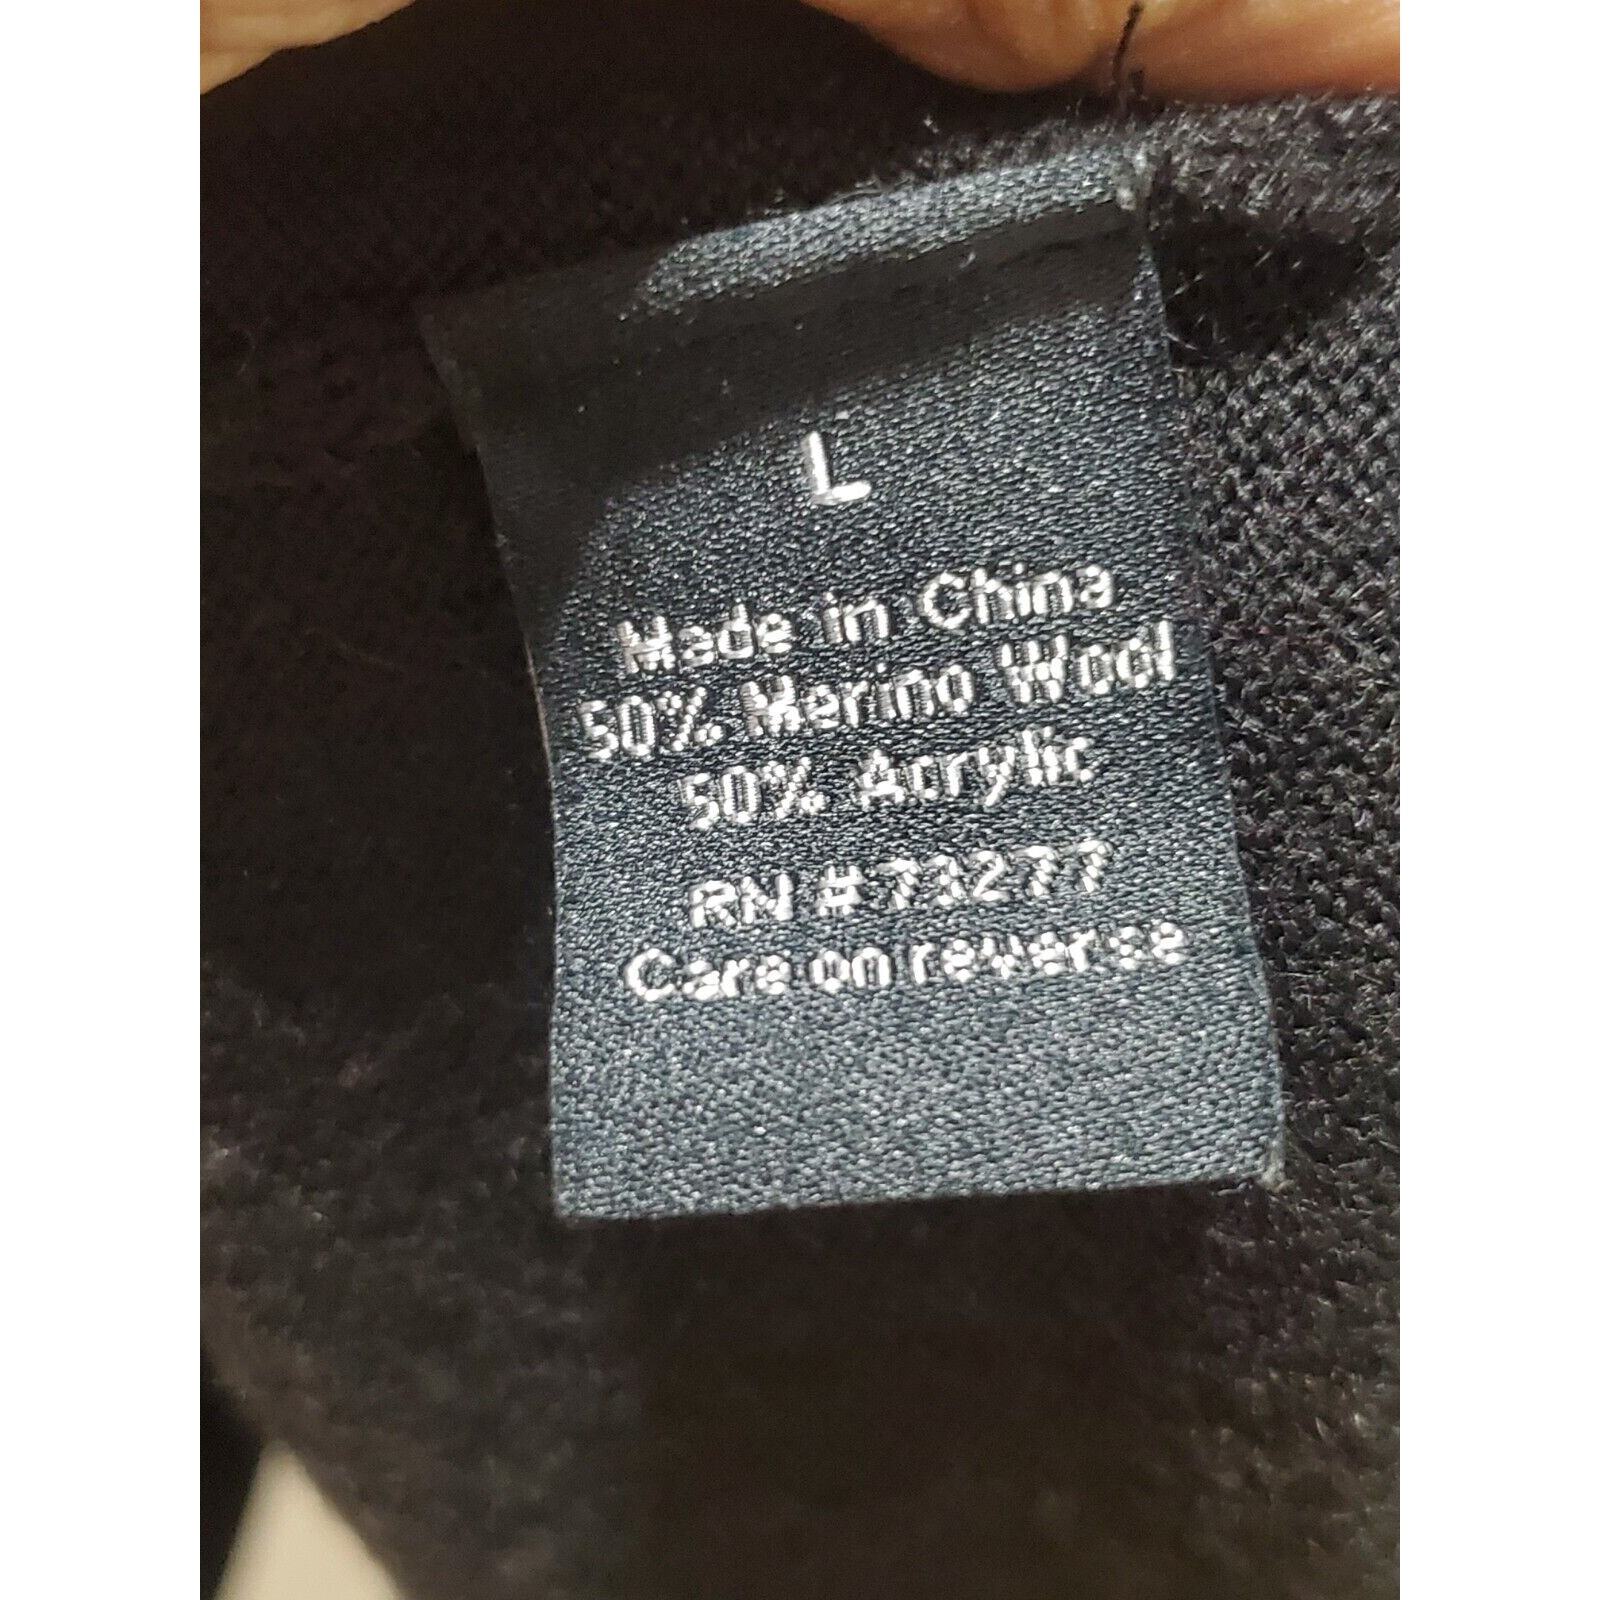 L
Made in China
50% Merino Wool
50% Acrylic
RN #73277
Care on reverse